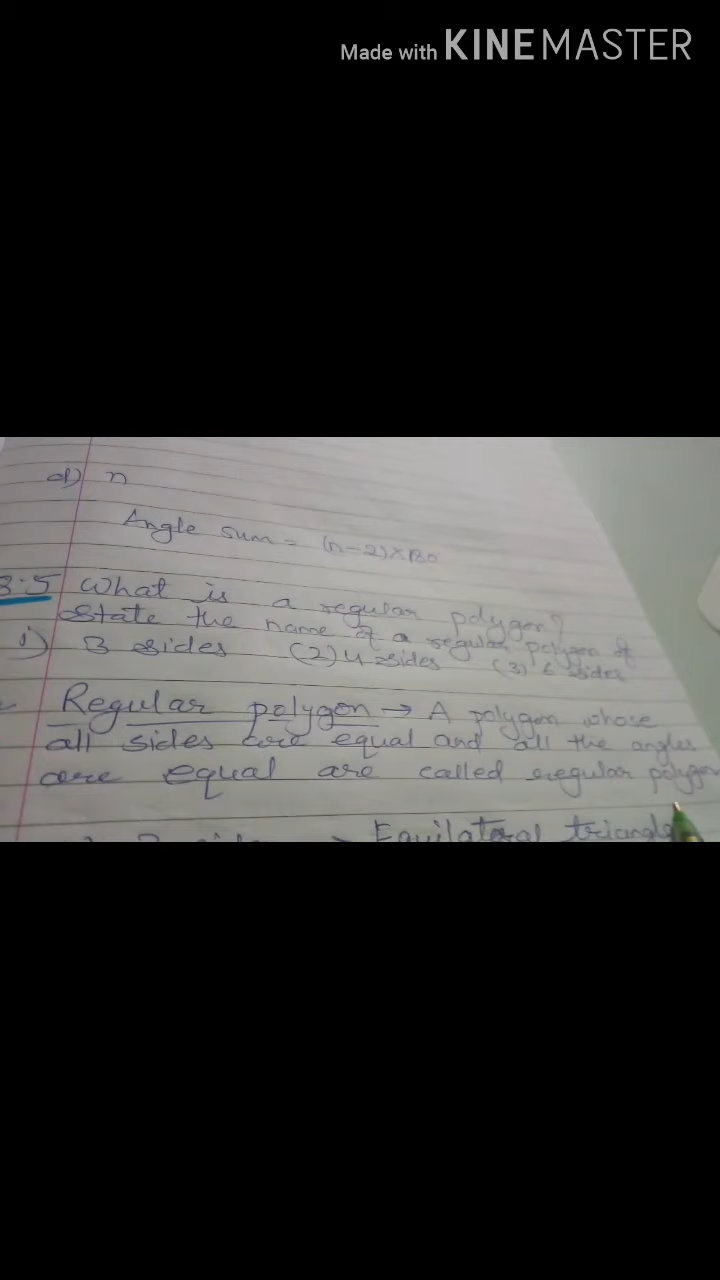 Made with KINEMASTER
d) n
Angle sum = (n-2)×180
3.5 What is a regular polygon?
State the name of a regular polygon of
i) 3 sides (2) 4 sides (3) 6 sides
Regular polygon → A polygon whose
all sides are equal and all the angles
are equal are called regular polygon
Equilateral triangle